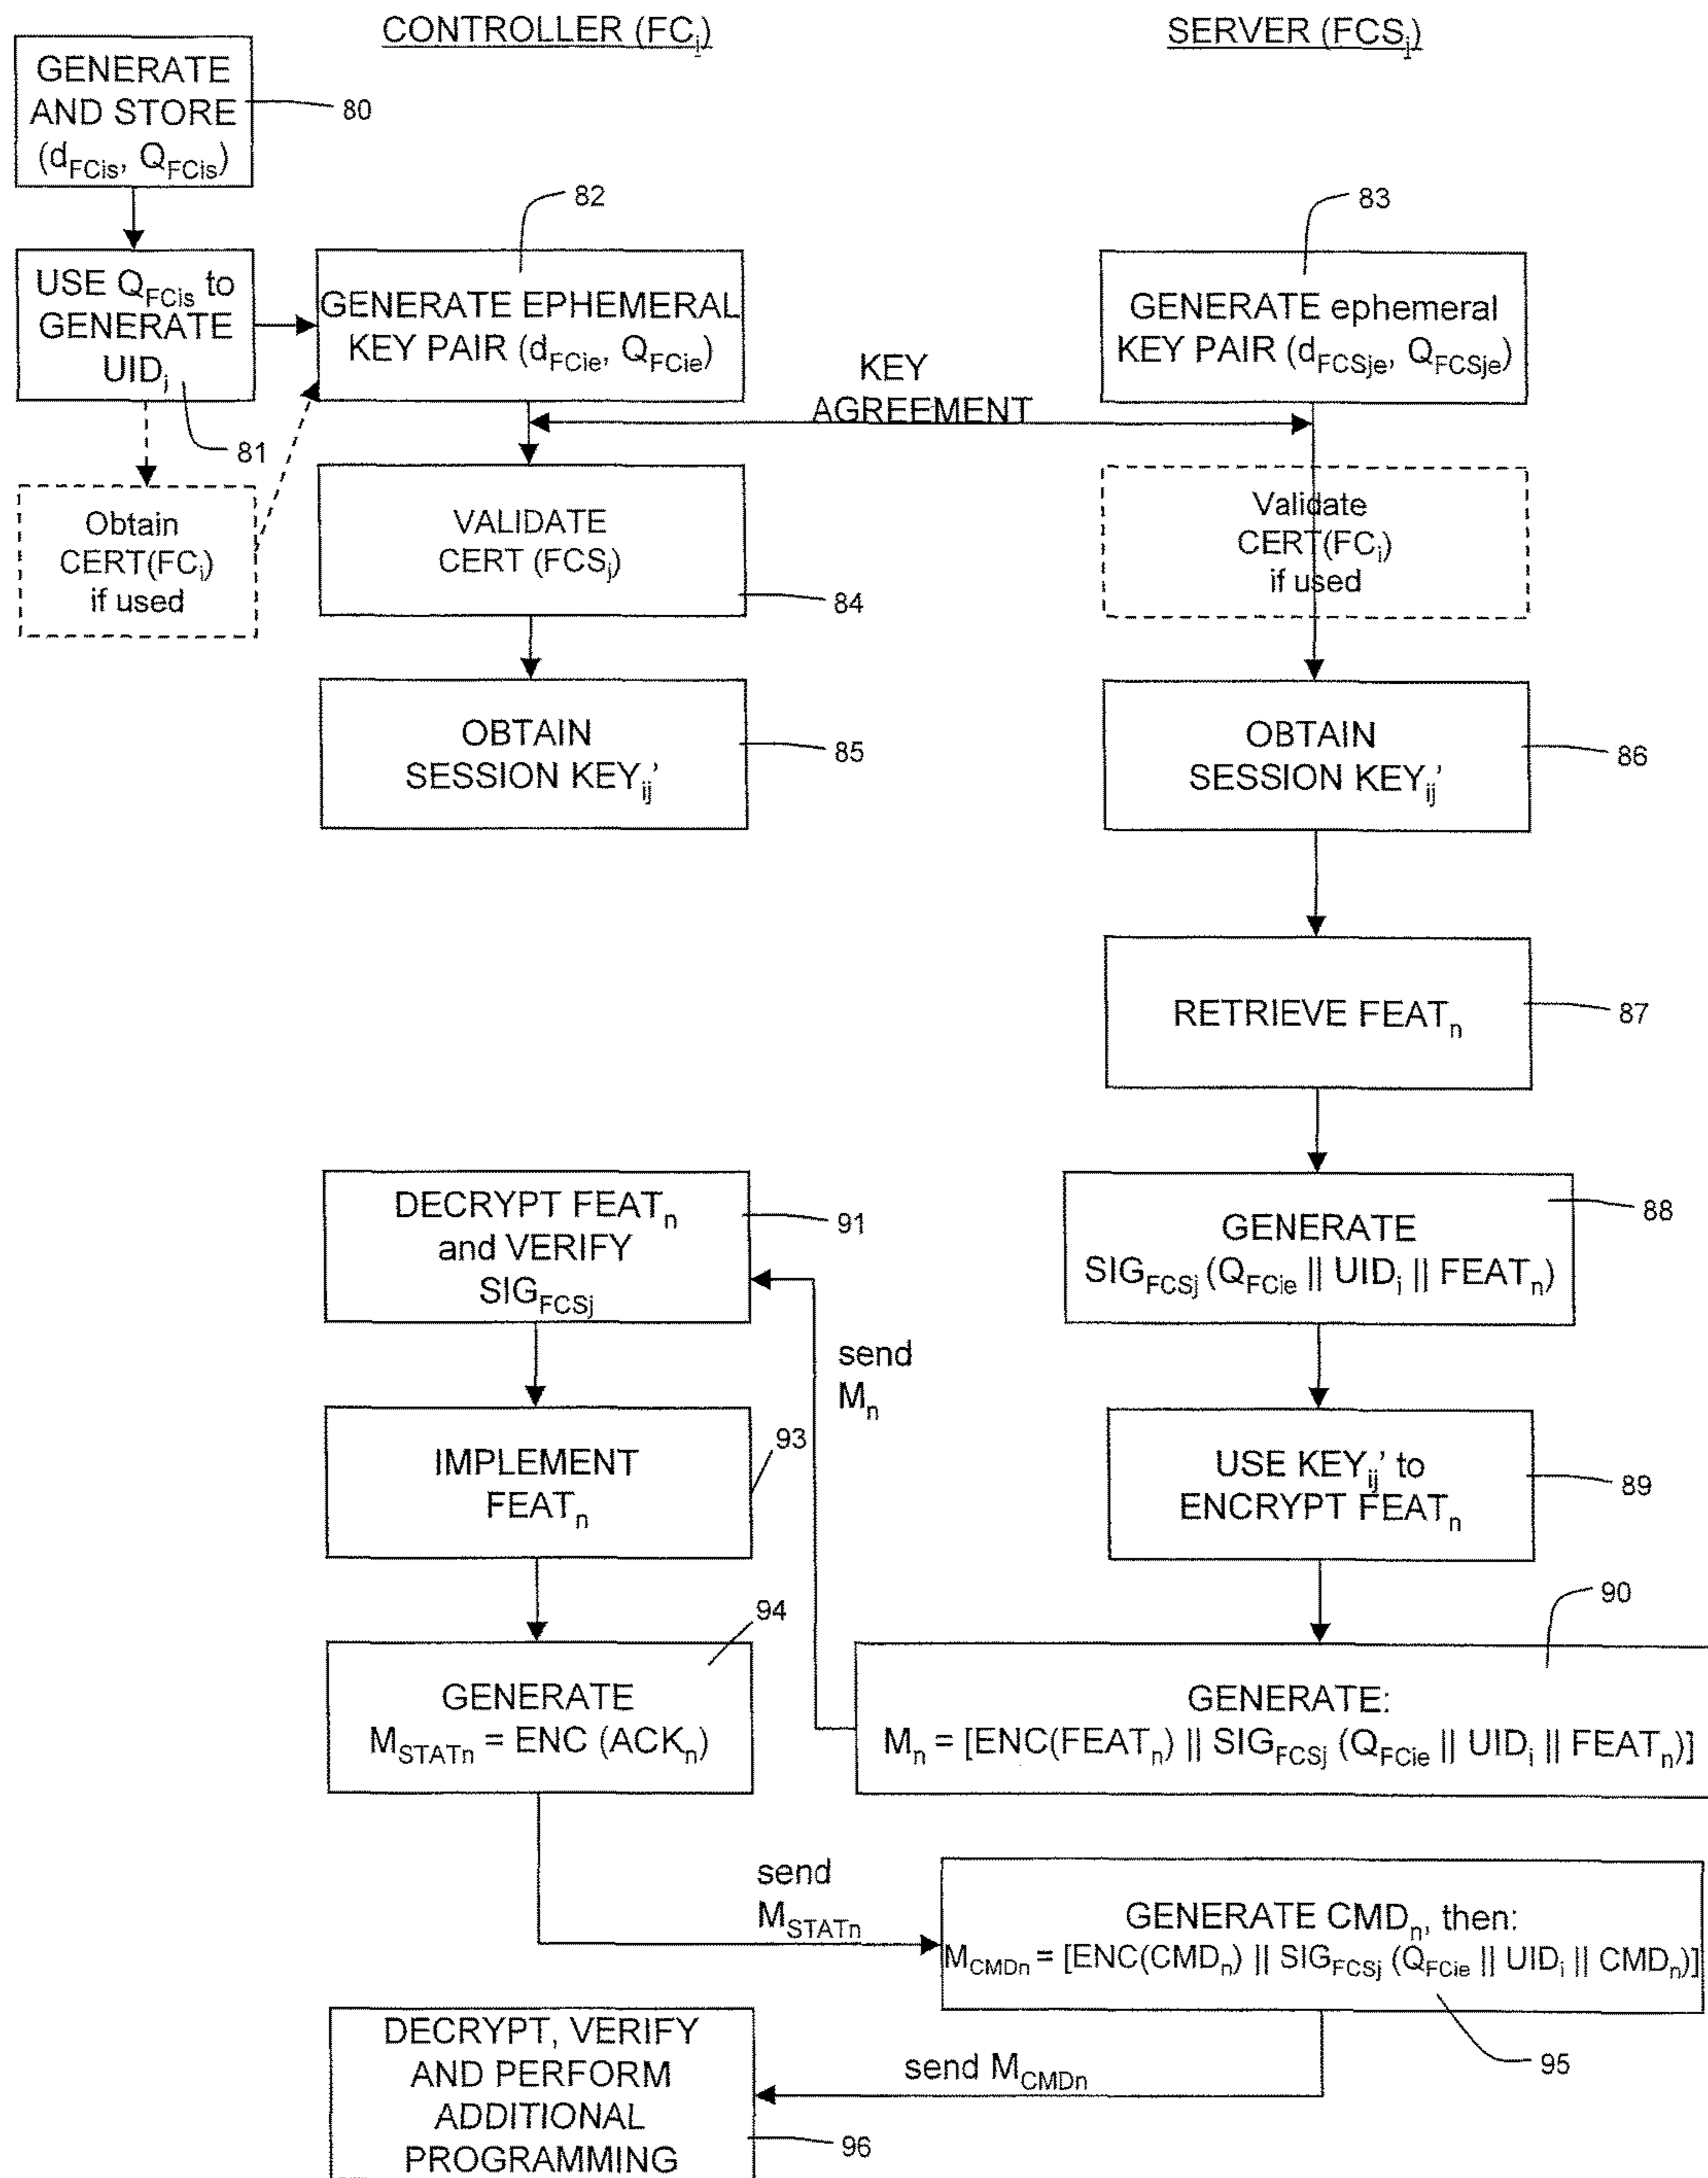 CONTROLLER (FCi)
SERVER (FCSj)
GENERATE
AND STORE
(dFCis, QFCis)
80
USE QFCis to
GENERATE
UIDi
81
Obtain
CERT(FCi)
if used
82
GENERATE EPHEMERAL
KEY PAIR (dFCie, QFCie)
83
GENERATE ephemeral
KEY PAIR (dFCSje, QFCSje)
KEY
AGREEMENT
VALIDATE
CERT (FCSj)
84
Validate
CERT(FCi)
if used
OBTAIN
SESSION KEYij'
85
OBTAIN
SESSION KEYij'
86
RETRIEVE FEATn
87
GENERATE
SIGFCSj (QFCie || UIDi || FEATn)
88
USE KEYij' to
ENCRYPT FEATn
89
90
GENERATE:
Mn = [ENC(FEATn) || SIGFCSj (QFCie || UIDi || FEATn)]
send
Mn
DECRYPT FEATn
and VERIFY
SIGFCSj
91
IMPLEMENT
FEATn
93
94
GENERATE
MSTATn = ENC (ACKn)
send
MSTATn
GENERATE CMDn, then:
MCMDn = [ENC(CMDn) || SIGFCSj (QFCie || UIDi || CMDn)]
95
send MCMDn
DECRYPT, VERIFY
AND PERFORM
ADDITIONAL
PROGRAMMING
96